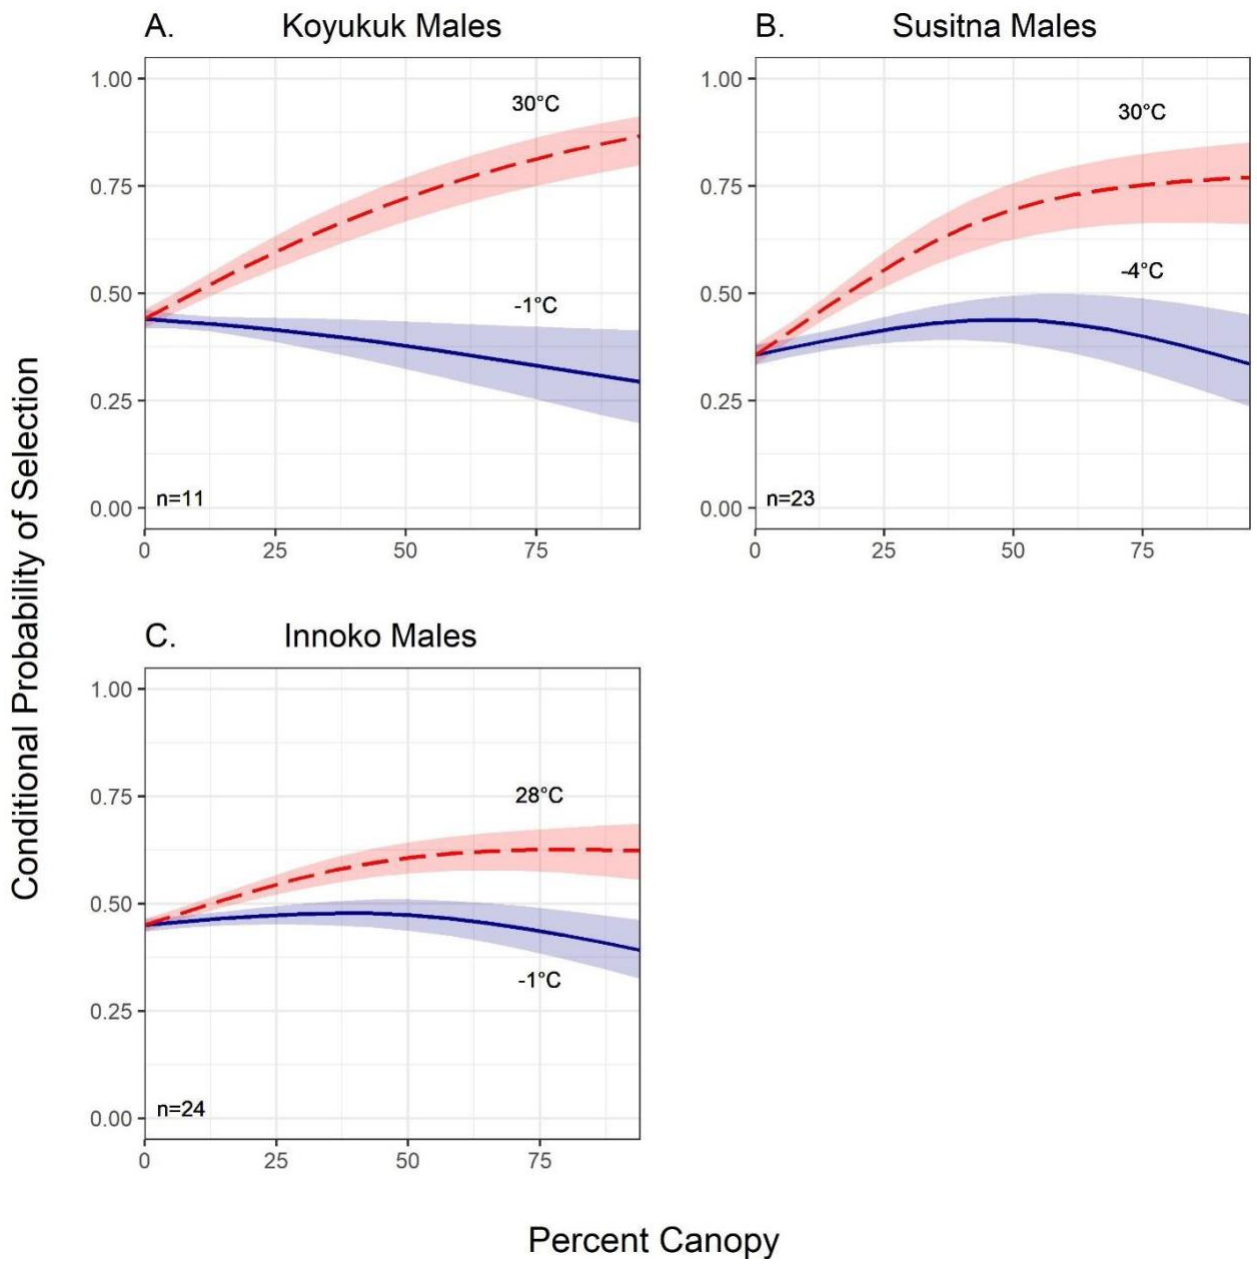 A. Koyukuk Males
1.00
0.75
0.50
0.25
0.00
30°C
-1°C
n=11
0 25 50 75
B. Susitna Males
1.00
0.75
0.50
0.25
0.00
30°C
-4°C
n=23
0 25 50 75
C. Innoko Males
1.00
0.75
0.50
0.25
0.00
28°C
-1°C
n=24
0 25 50 75
Conditional Probability of Selection
Percent Canopy